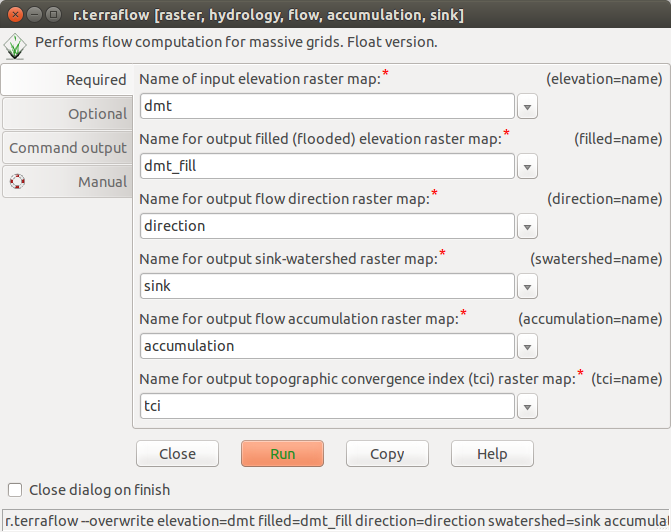 r.terraflow [raster, hydrology, flow, accumulation, sink]
Performs flow computation for massive grids. Float version.
Required
Optional
Command output
Manual
Name of input elevation raster map:* (elevation=name)
dmt
Name for output filled (flooded) elevation raster map:* (filled=name)
dmt_fill
Name for output flow direction raster map:* (direction=name)
direction
Name for output sink-watershed raster map:* (swatershed=name)
sink
Name for output flow accumulation raster map:* (accumulation=name)
accumulation
Name for output topographic convergence index (tci) raster map:* (tci=name)
tci
Close Run Copy Help
Close dialog on finish
r.terraflow --overwrite elevation=dmt filled=dmt_fill direction=direction swatershed=sink accumulat